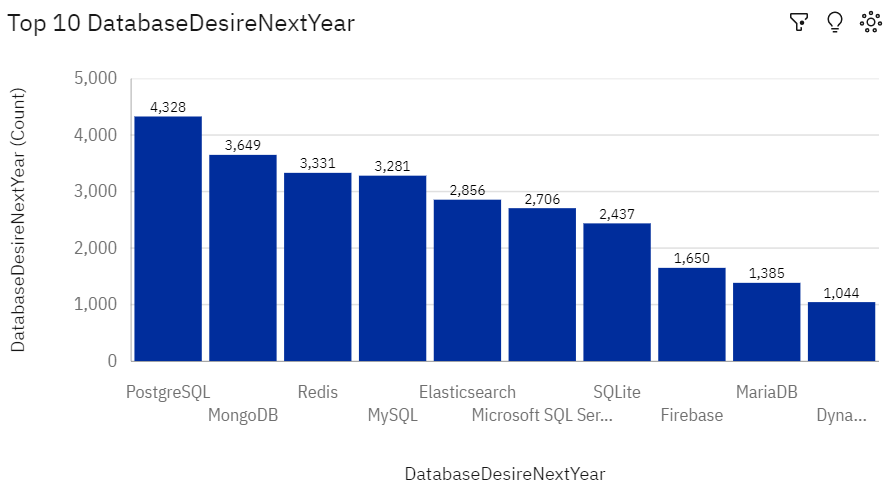 Top 10 DatabaseDesireNextYear
DatabaseDesireNextYear (Count)
5,000
4,000
3,000
2,000
1,000
0
4,328
3,649
3,331
3,281
2,856
2,706
2,437
1,650
1,385
1,044
PostgreSQL
MongoDB
Redis
MySQL
Elasticsearch
Microsoft SQL Ser...
SQLite
Firebase
MariaDB
Dyna...
DatabaseDesireNextYear